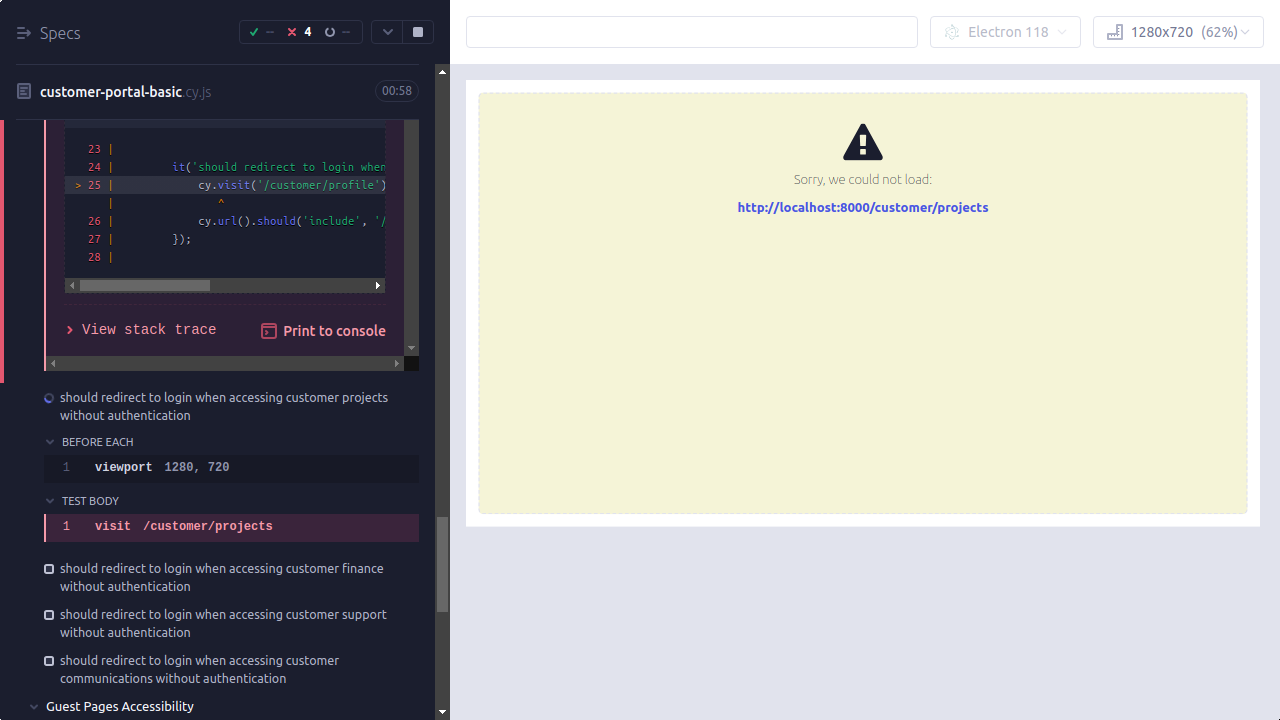 Specs
-- 4 --
Electron 118
1280x720 (62%)
customer-portal-basic.cy.js
00:58
23 |
24 | it('should redirect to login when
> 25 | cy.visit('/customer/profile')
| ^
26 | cy.url().should('include', '/
27 | });
28 |
View stack trace
Print to console
should redirect to login when accessing customer projects
without authentication
BEFORE EACH
1 viewport 1280, 720
TEST BODY
1 visit /customer/projects
should redirect to login when accessing customer finance
without authentication
should redirect to login when accessing customer support
without authentication
should redirect to login when accessing customer
communications without authentication
Guest Pages Accessibility
Sorry, we could not load:
http://localhost:8000/customer/projects